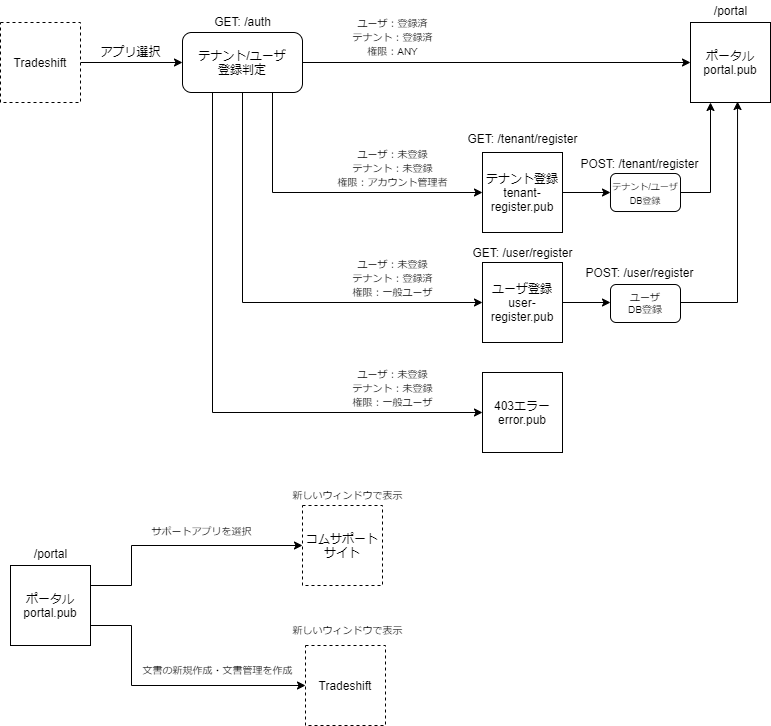 /portal
GET: /auth
ユーザ：登録済
テナント：登録済
権限：ANY
Tradeshift
アプリ選択
テナント/ユーザ
登録判定
ポータル
portal.pub
GET: /tenant/register
ユーザ：未登録
テナント：未登録
権限：アカウント管理者
テナント登録
tenant-
register.pub
POST: /tenant/register
テナント/ユーザ
DB登録
GET: /user/register
ユーザ：未登録
テナント：登録済
権限：一般ユーザ
ユーザ登録
user-
register.pub
POST: /user/register
ユーザ
DB登録
ユーザ：未登録
テナント：未登録
権限：一般ユーザ
403エラー
error.pub
新しいウィンドウで表示
サポートアプリを選択
コムサポート
サイト
/portal
ポータル
portal.pub
新しいウィンドウで表示
文書の新規作成・文書管理を作成
Tradeshift